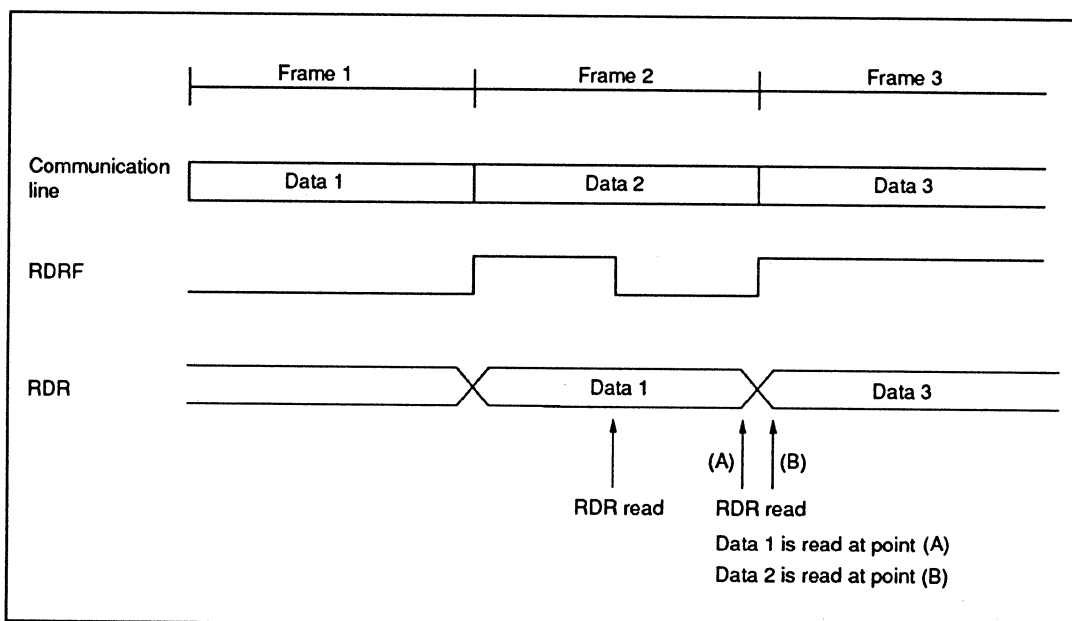 Frame 1 Frame 2 Frame 3
Communication
line
Data 1 Data 2 Data 3
RDRF
RDR
Data 1 Data 3
(A) (B)
RDR read RDR read
Data 1 is read at point (A)
Data 2 is read at point (B)